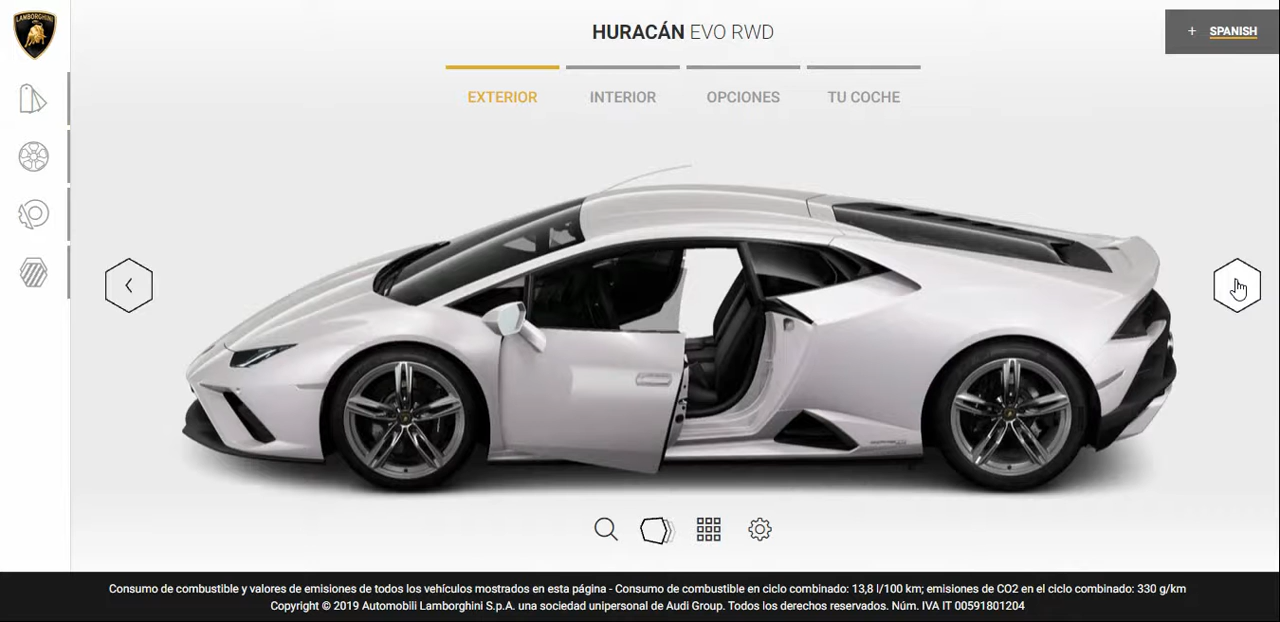 LAMBORGHINI
HURACÁN EVO RWD
+ SPANISH
EXTERIOR
INTERIOR
OPCIONES
TU COCHE
Consumo de combustible y valores de emisiones de todos los vehículos mostrados en esta página - Consumo de combustible en ciclo combinado: 13,8 l/100 km; emisiones de CO2 en el ciclo combinado: 330 g/km
Copyright © 2019 Automobili Lamborghini S.p.A. una sociedad unipersonal de Audi Group. Todos los derechos reservados. Núm. IVA IT 00591801204